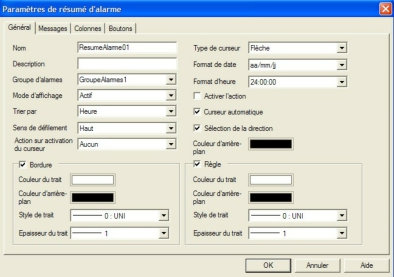 Paramètres de résumé d'alarme
Général Messages Colonnes Boutons
Nom ResumeAlarme01
Description
Groupe d'alarmes GroupeAlarmes1
Mode d'affichage Actif
Trier par Heure
Sens de défilement Haut
Action sur activation du curseur Aucun
Type de curseur Flèche
Format de date aa/mm/jj
Format d'heure 24:00:00
Activer l'action
Curseur automatique
Sélection de la direction
Couleur d'arrière-plan
Bordure
Couleur du trait
Couleur d'arrière-plan
Style de trait 0 : UNI
Epaisseur du trait 1
Règle
Couleur du trait
Couleur d'arrière-plan
Style de trait 0 : UNI
Epaisseur du trait 1
OK Annuler Aide